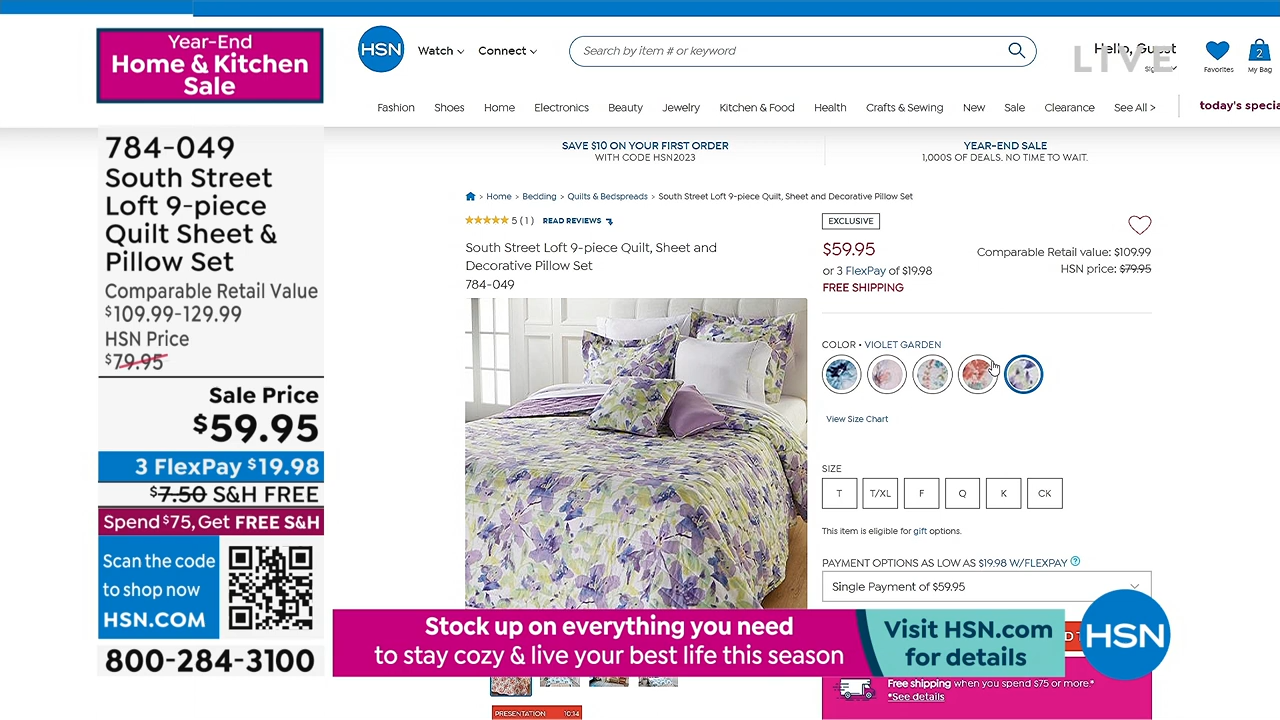 Year-End
Home & Kitchen
Sale
784-049
South Street
Loft 9-piece
Quilt Sheet &
Pillow Set
Comparable Retail Value
$109.99-129.99
HSN Price
$79.95
Sale Price
$59.95
3 FlexPay $19.98
$7.50 S&H FREE
Spend $75, Get FREE S&H
Scan the code
to shop now
HSN.COM
800-284-3100
HSN
Watch
Connect
Search by item # or keyword
Hello, Guest
LIVE
Favorites
2
My Bag
Fashion Shoes Home Electronics Beauty Jewelry Kitchen & Food Health Crafts & Sewing New Sale Clearance See All >
today's specia
SAVE $10 ON YOUR FIRST ORDER
WITH CODE HSN2023
YEAR-END SALE
1,000S OF DEALS. NO TIME TO WAIT.
> Home > Bedding > Quilts & Bedspreads > South Street Loft 9-piece Quilt, Sheet and Decorative Pillow Set
5 (1) READ REVIEWS
South Street Loft 9-piece Quilt, Sheet and
Decorative Pillow Set
784-049
EXCLUSIVE
$59.95
or 3 FlexPay of $19.98
FREE SHIPPING
Comparable Retail value: $109.99
HSN price: $79.95
COLOR • VIOLET GARDEN
View Size Chart
SIZE
T T/XL F Q K CK
This item is eligible for gift options.
PAYMENT OPTIONS AS LOW AS $19.98 W/FLEXPAY ?
Single Payment of $59.95
Stock up on everything you need
to stay cozy & live your best life this season
Visit HSN.com
for details
HSN
Free shipping when you spend $75 or more.*
*See details
PRESENTATION 10:14